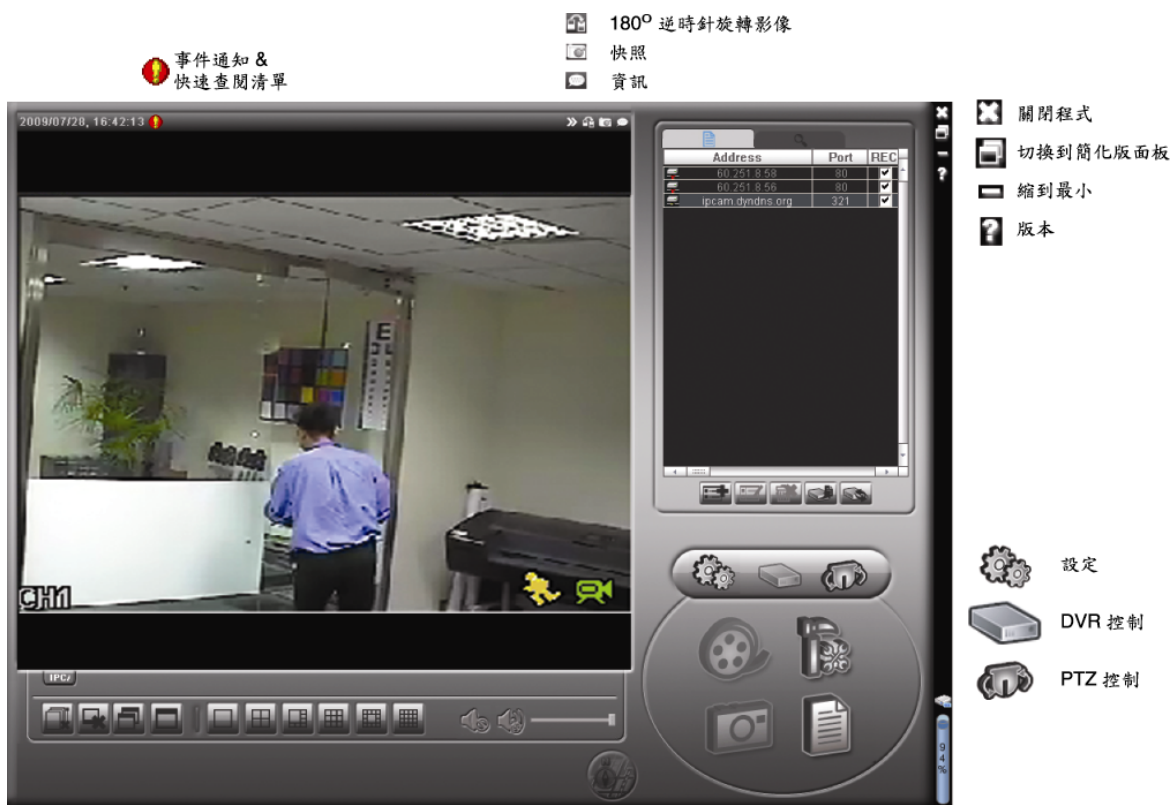 180° 逆時針旋轉影像
快照
資訊
事件通知 &
快速查閱清單
2009/07/28, 16:42:13
Address Port REC
60.251.8.58 80
60.251.8.56 80
ipcam.dyndns.org 321
關閉程式
切換到簡化版面板
縮到最小
? 版本
E
CH1
IPC
設定
DVR 控制
PTZ 控制
94%